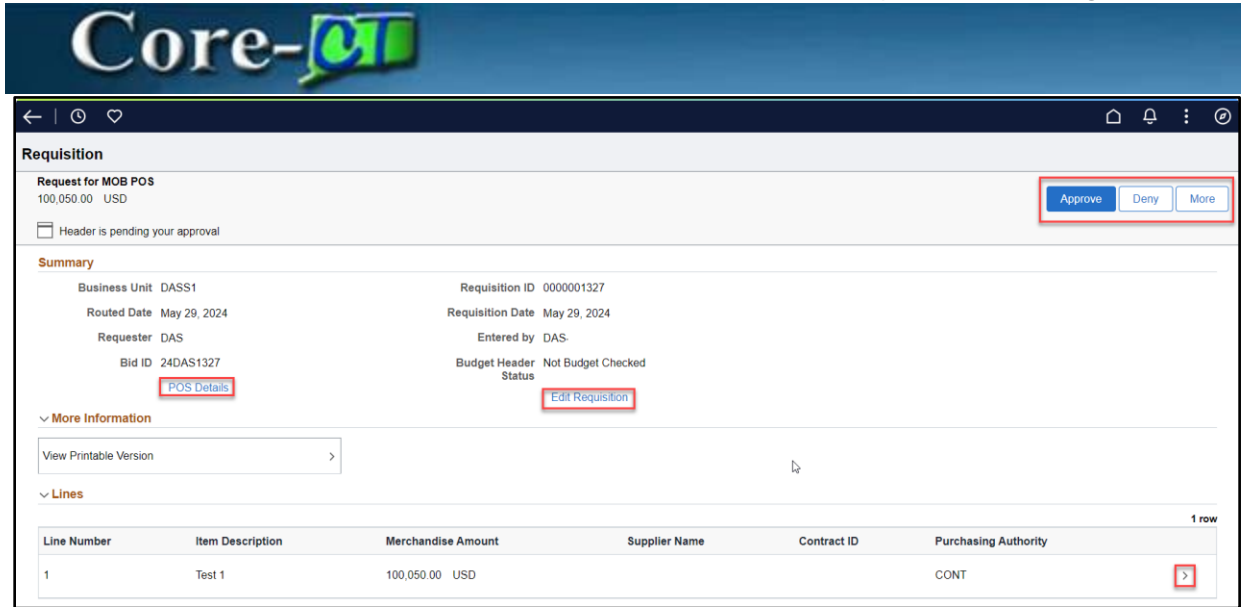 Core-CT
Requisition
Request for MOB POS
100,050.00 USD
Approve Deny More
Header is pending your approval
Summary
Business Unit DASS1 Requisition ID 0000001327
Routed Date May 29, 2024 Requisition Date May 29, 2024
Requester DAS Entered by DAS-
Bid ID 24DAS1327 Budget Header Status Not Budget Checked
POS Details Edit Requisition
More Information
View Printable Version
Lines
1 row
Line Number Item Description Merchandise Amount Supplier Name Contract ID Purchasing Authority
1 Test 1 100,050.00 USD CONT